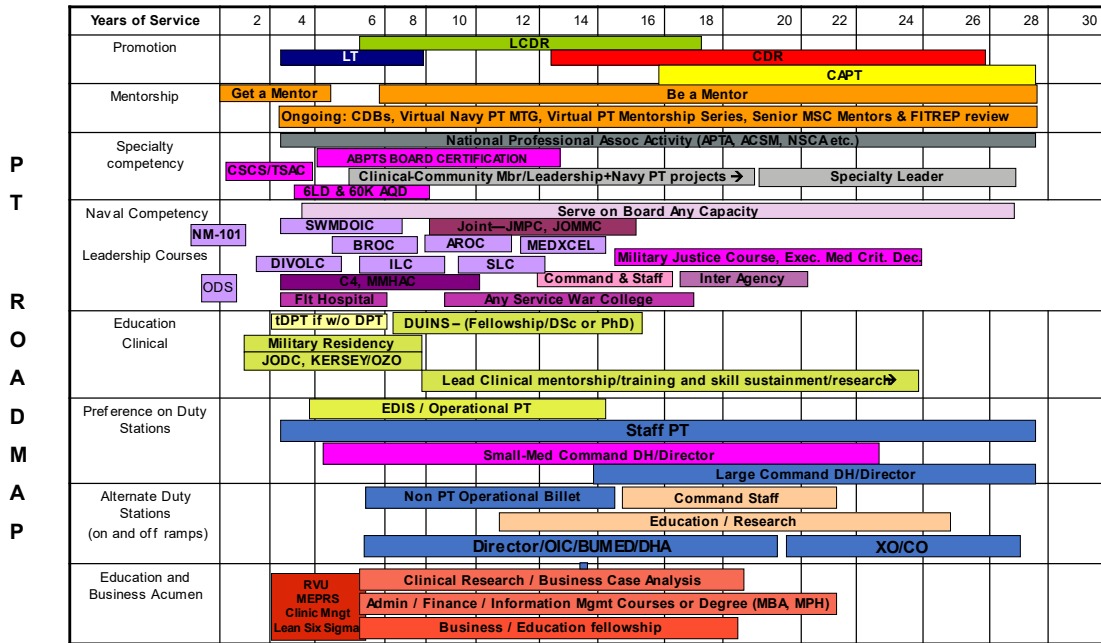 Years of Service 2 4 6 8 10 12 14 16 18 20 22 24 26 28 30
PT ROADMAP
Promotion
LCDR
LT
CDR
CAPT
Mentorship
Get a Mentor
Be a Mentor
Ongoing: CDBs, Virtual Navy PT MTG, Virtual PT Mentorship Series, Senior MSC Mentors & FITREP review
Specialty
competency
National Professional Assoc Activity (APTA, ACSM, NSCA etc.)
ABPTS BOARD CERTIFICATION
CSCS/TSAC
Clinical-Community Mbr/Leadership+Navy PT projects →
Specialty Leader
6LD & 60K AQD
Naval Competency
Leadership Courses
Serve on Board Any Capacity
SWMDOIC
Joint—JMPC, JOMMC
NM-101
BROC
AROC
MEDXCEL
Military Justice Course, Exec. Med Crit. Dec.
DIVOLC
ILC
SLC
ODS
C4, MMHAC
Command & Staff
Inter Agency
Flt Hospital
Any Service War College
Education
Clinical
tDPT if w/o DPT
DUINS – (Fellowship/DSc or PhD)
Military Residency
JODC, KERSEY/OZO
Lead Clinical mentorship/training and skill sustainment/research→
Preference on Duty
Stations
EDIS / Operational PT
Staff PT
Small-Med Command DH/Director
Large Command DH/Director
Alternate Duty
Stations
(on and off ramps)
Non PT Operational Billet
Command Staff
Education / Research
Director/OIC/BUMED/DHA
XO/CO
Education and
Business Acumen
RVU
MEPRS
Clinic Mngt
Lean Six Sigma
Clinical Research / Business Case Analysis
Admin / Finance / Information Mgmt Courses or Degree (MBA, MPH)
Business / Education fellowship